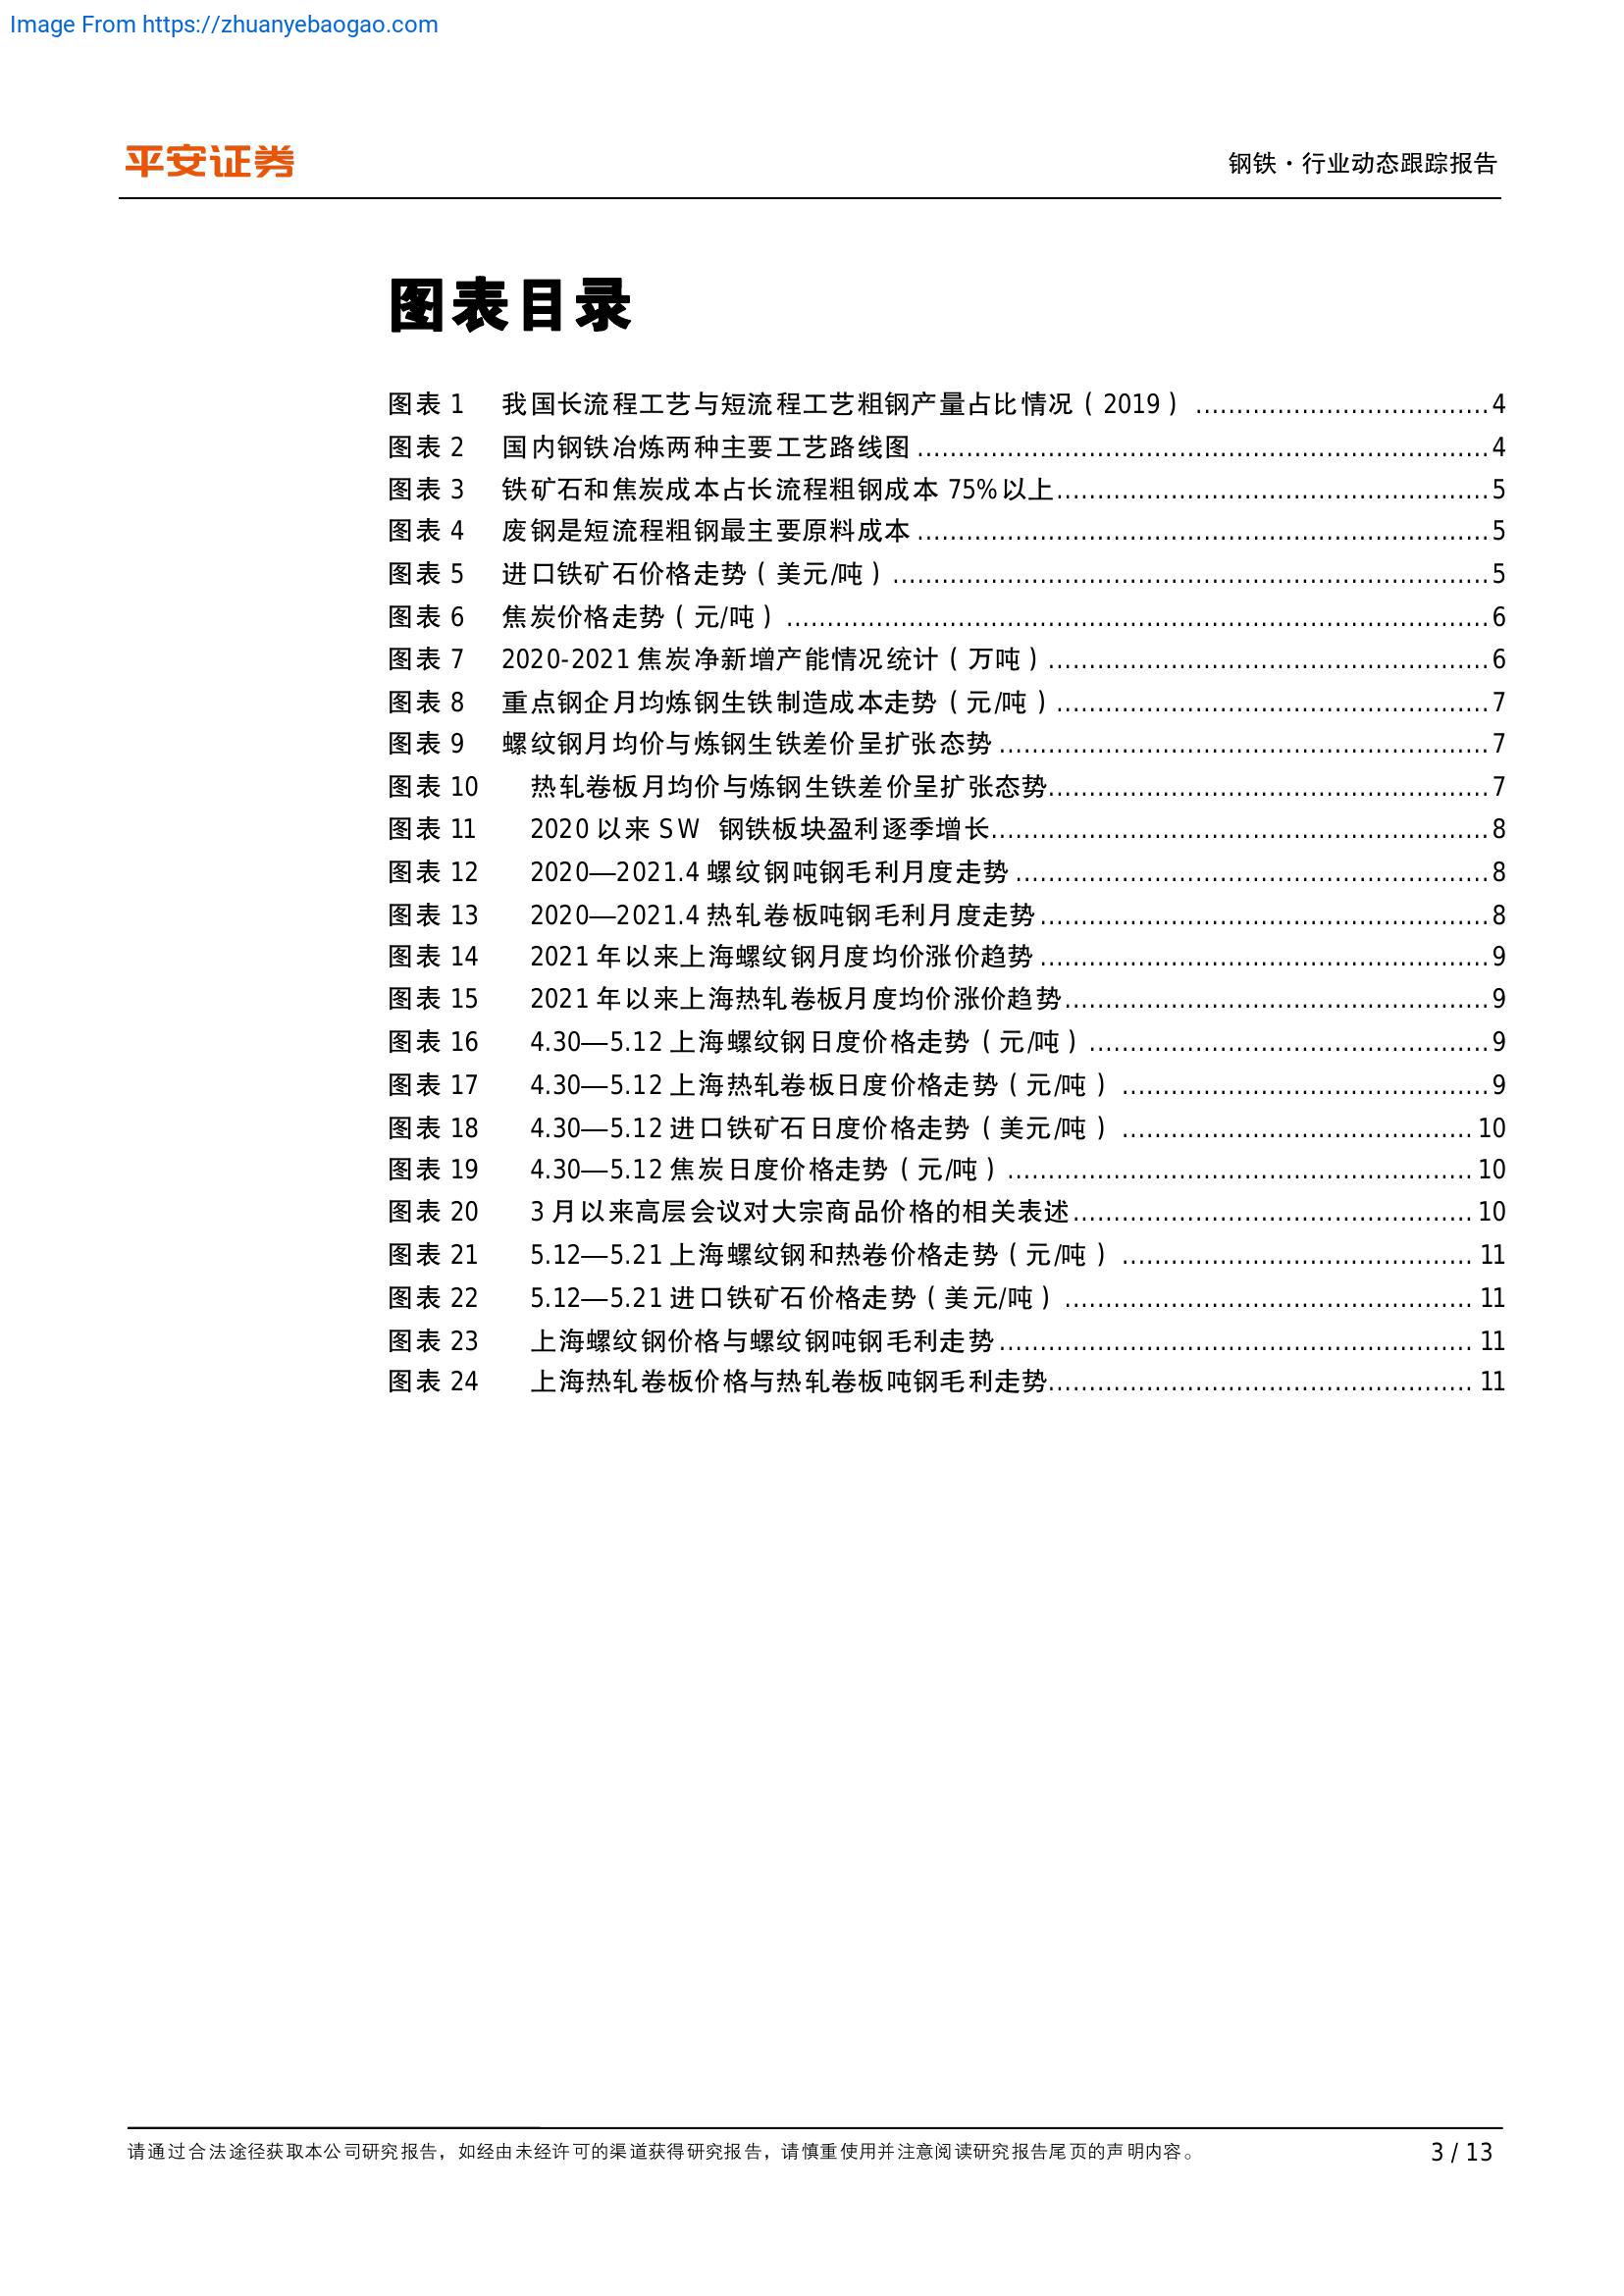 Image From https://zhuanyebaogao.com
平安证券
钢铁·行业动态跟踪报告
图表目录
图表 1 我国长流程工艺与短流程工艺粗钢产量占比情况（2019） ....................................4
图表 2 国内钢铁冶炼两种主要工艺路线图 ......................................................................4
图表 3 铁矿石和焦炭成本占长流程粗钢成本 75%以上.....................................................5
图表 4 废钢是短流程粗钢最主要原料成本 ......................................................................5
图表 5 进口铁矿石价格走势（美元/吨） .........................................................................5
图表 6 焦炭价格走势（元/吨） ......................................................................................6
图表 7 2020-2021 焦炭净新增产能情况统计（万吨） ......................................................6
图表 8 重点钢企月均炼钢生铁制造成本走势（元/吨） .....................................................7
图表 9 螺纹钢月均价与炼钢生铁差价呈扩张态势 ............................................................7
图表 10 热轧卷板月均价与炼钢生铁差价呈扩张态势......................................................7
图表 11 2020 以来 SW 钢铁板块盈利逐季增长.............................................................8
图表 12 2020—2021.4 螺纹钢吨钢毛利月度走势 ..........................................................8
图表 13 2020—2021.4 热轧卷板吨钢毛利月度走势.......................................................8
图表 14 2021 年以来上海螺纹钢月度均价涨价趋势 .......................................................9
图表 15 2021 年以来上海热轧卷板月度均价涨价趋势....................................................9
图表 16 4.30—5.12 上海螺纹钢日度价格走势（元/吨） .................................................9
图表 17 4.30—5.12 上海热轧卷板日度价格走势（元/吨） .............................................9
图表 18 4.30—5.12 进口铁矿石日度价格走势（美元/吨） ...........................................10
图表 19 4.30—5.12 焦炭日度价格走势（元/吨） .........................................................10
图表 20 3 月以来高层会议对大宗商品价格的相关表述.................................................10
图表 21 5.12—5.21 上海螺纹钢和热卷价格走势（元/吨） ...........................................11
图表 22 5.12—5.21 进口铁矿石价格走势（美元/吨） ..................................................11
图表 23 上海螺纹钢价格与螺纹钢吨钢毛利走势 ..........................................................11
图表 24 上海热轧卷板价格与热轧卷板吨钢毛利走势....................................................11
请通过合法途径获取本公司研究报告，如经由未经许可的渠道获得研究报告，请慎重使用并注意阅读研究报告尾页的声明内容。
3 / 13